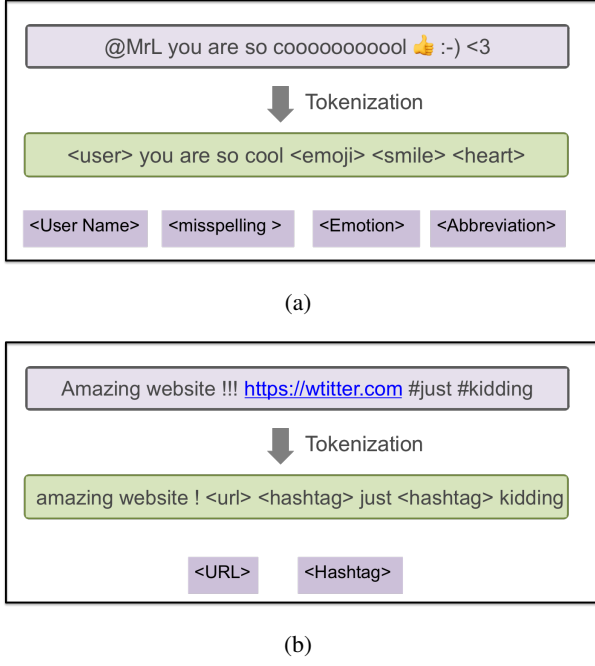 @MrL you are so cooooooooool 👍 :-) <3
Tokenization
<user> you are so cool <emoji> <smile> <heart>
<User Name> <misspelling > <Emotion> <Abbreviation>
(a)
Amazing website !!! https://wtitter.com #just #kidding
Tokenization
amazing website ! <url> <hashtag> just <hashtag> kidding
<URL> <Hashtag>
(b)